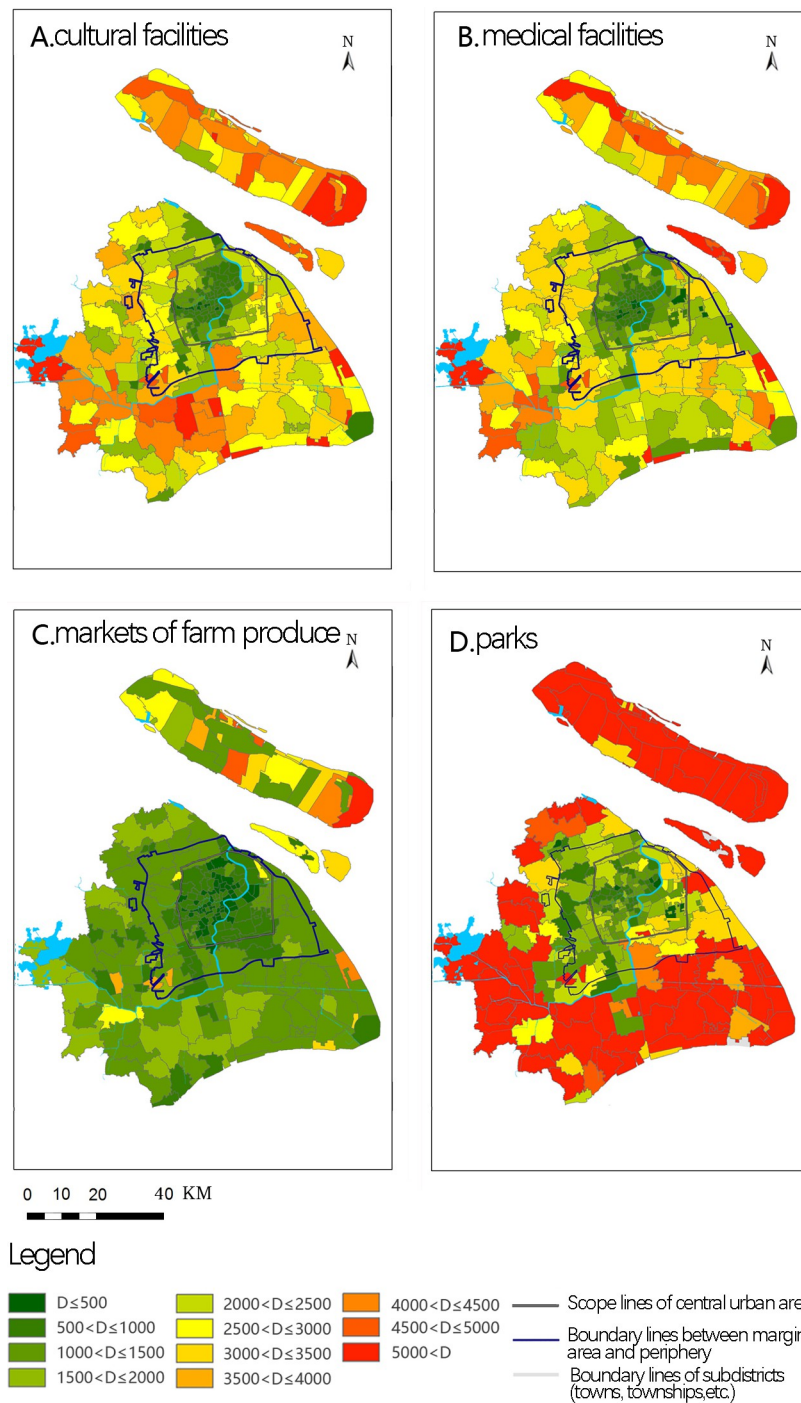 A.cultural facilities
N
B.medical facilities
N
C.markets of farm produce
N
D.parks
N
0 10 20 40 KM
Legend
D≤500
500<D≤1000
1000<D≤1500
1500<D≤2000
2000<D≤2500
2500<D≤3000
3000<D≤3500
3500<D≤4000
4000<D≤4500
4500<D≤5000
5000<D
Scope lines of central urban are
Boundary lines between margin
area and periphery
Boundary lines of subdistricts
(towns, townships,etc.)